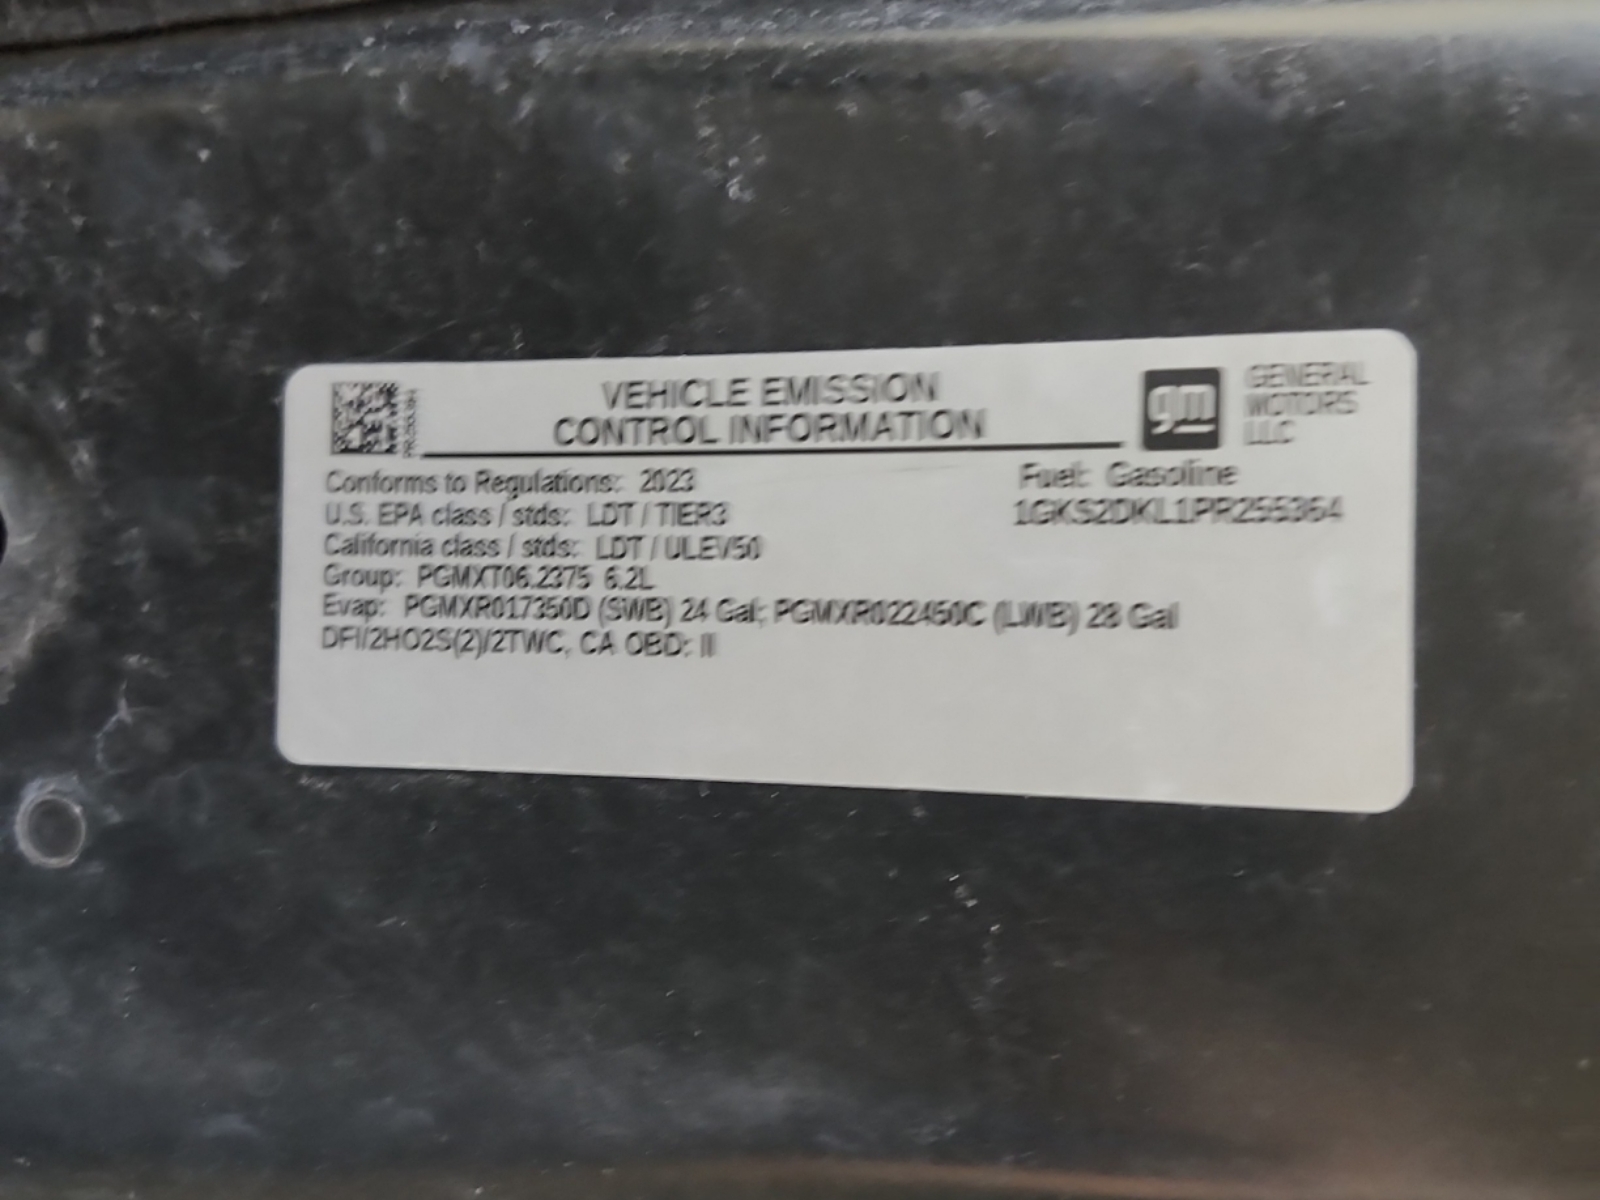 VEHICLE EMISSION
CONTROL INFORMATION
gm
GENERAL
MOTORS
LLC
Conforms to Regulations: 2023
Fuel: Gasoline
U.S. EPA class / stds: LDT / TIER3
1GKS2DKL1PR255364
California class / stds: LDT / ULEV50
Group: PGMXT06.2375 6.2L
Evap: PGMXR017350D (SWB) 24 Gal; PGMXR022450C (LWB) 28 Gal
DFI/2HO2S(2)/2TWC, CA OBD: II